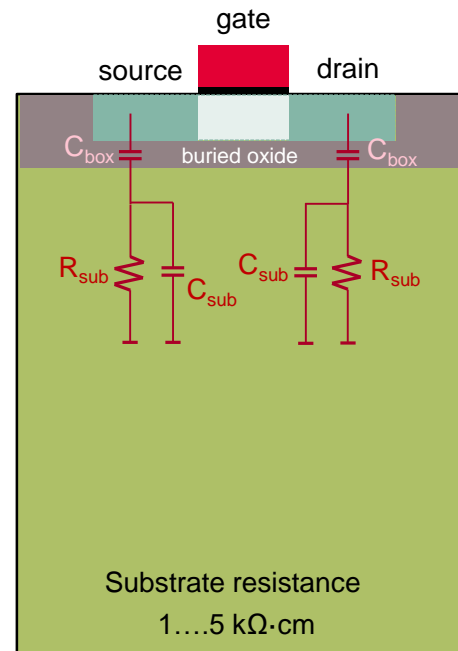 gate
source drain
C_box C_box
buried oxide
R_sub C_sub C_sub R_sub
Substrate resistance
1....5 kΩ·cm